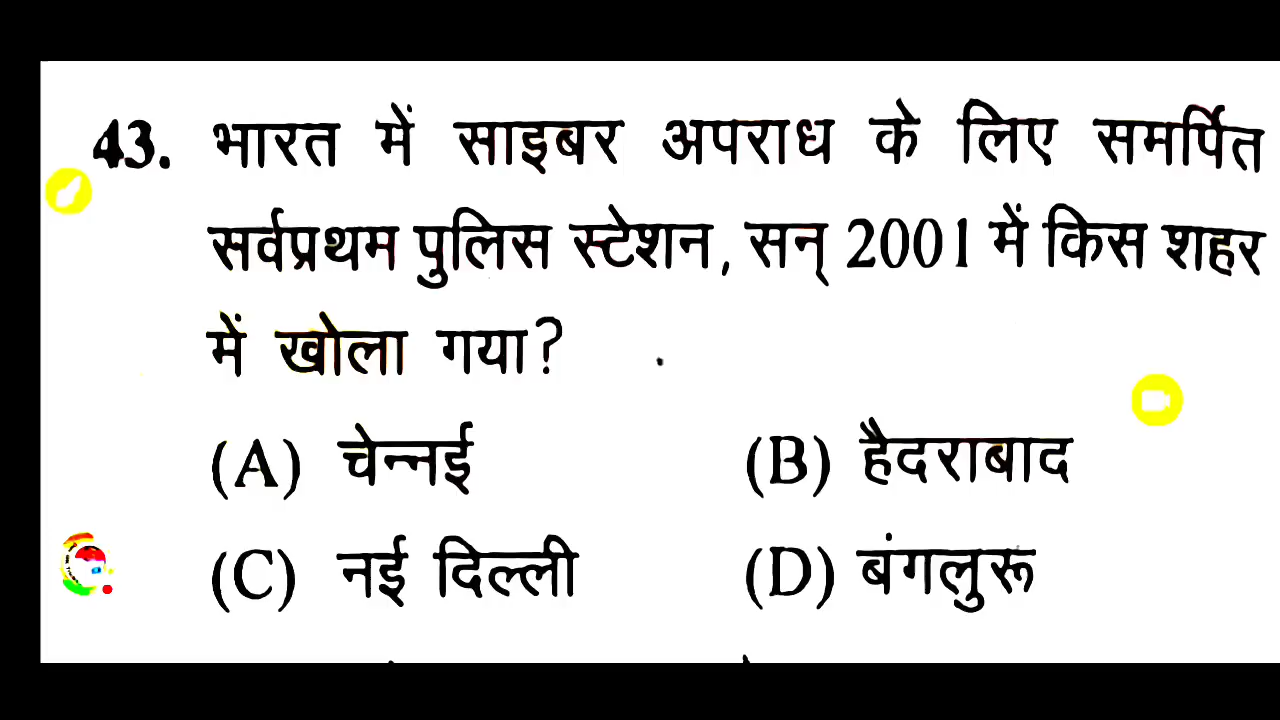 43. भारत में साइबर अपराध के लिए समर्पित
सर्वप्रथम पुलिस स्टेशन, सन् 2001 में किस शहर
में खोला गया?
(A) चेन्नई (B) हैदराबाद
(C) नई दिल्ली (D) बंगलुरू